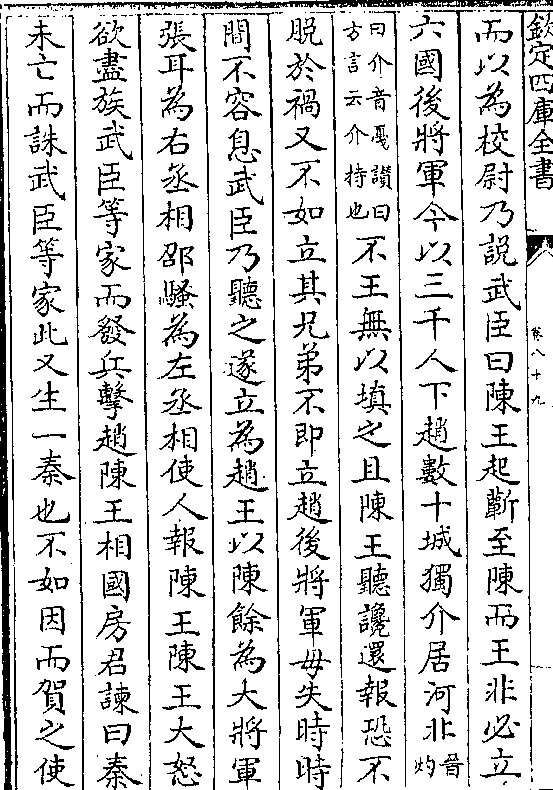 欽定四庫全書
卷八十九
而以為校尉乃說武臣曰陳王起蘄至陳而王非必立
六國後將軍今以三千人下趙數十城獨介居河北晉灼
曰介音戞讃曰方言云介持也不王無以填之且陳王聽讒還報恐不
脱於禍又不如立其兄弟不即立趙後將軍毋失時時
間不容息武臣乃聽之遂立為趙王以陳餘為大將軍
張耳為右丞相邵騷為左丞相使人報陳王陳王大怒
欲盡族武臣等家而發兵擊趙陳王相國房君諫曰秦
未亡而誅武臣等家此又生一秦也不如因而賀之使